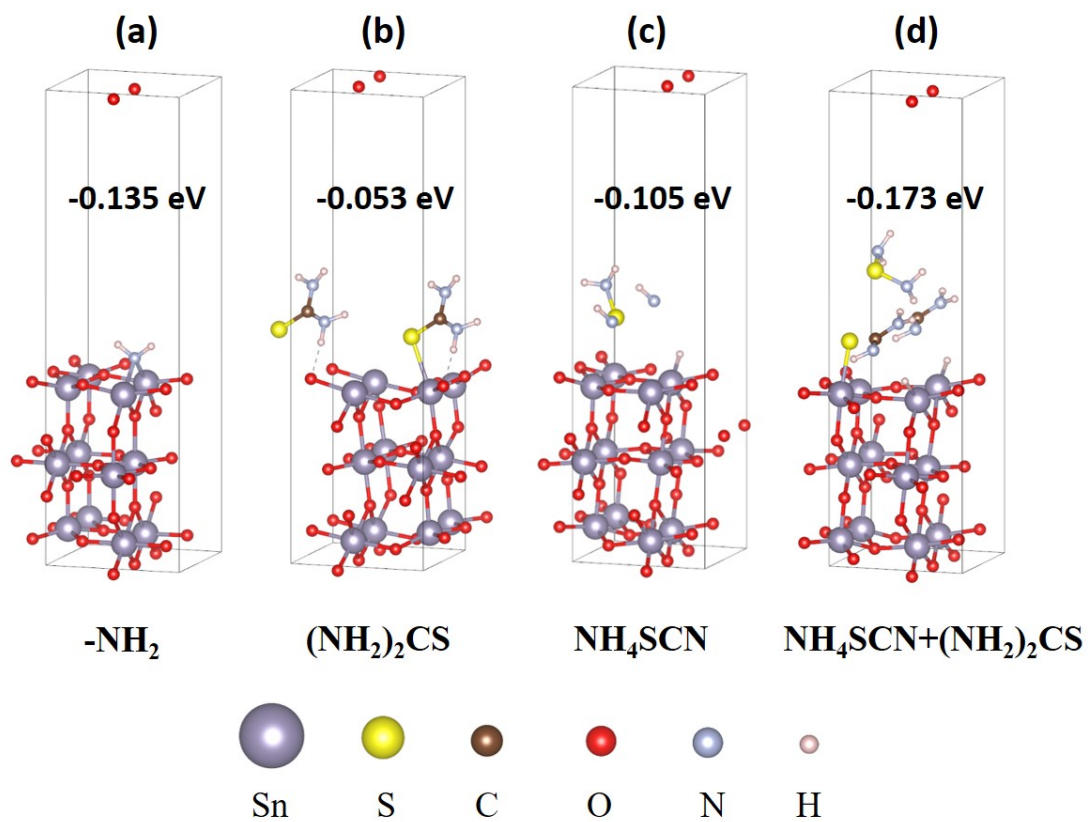 (a) (b) (c) (d)
-0.135 eV -0.053 eV -0.105 eV -0.173 eV
-NH₂ (NH₂)₂CS NH₄SCN NH₄SCN+(NH₂)₂CS
Sn S C O N H